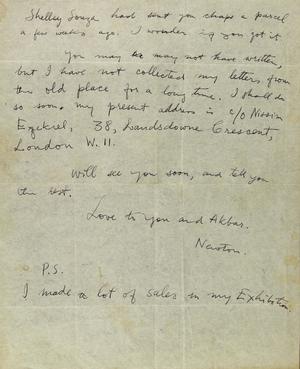 Shelley Souza had sent you chaps a parcel
a few weeks ago. I wonder if you got it
You may or may not have written,
but I have not collected my letters from
the old place for a long time. I shall do
so soon. My present address is c/o Nissim
Ezekiel, 38, Landsdowne Crescent,
London W.11.
Will see you soon, and tell you
the rest.
Love to you and Akbar.
Newton.
P.S.
I made a lot of sales in my Exhibition.